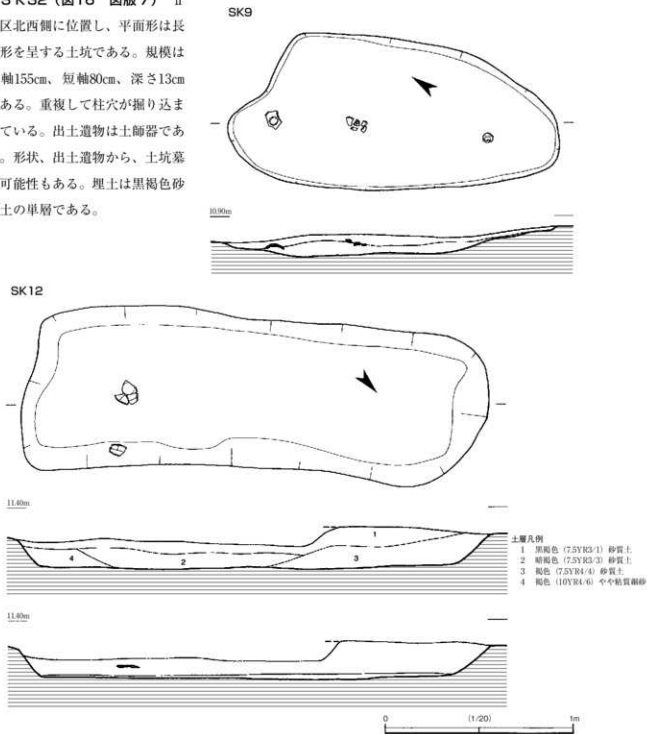 SK32（図16 図版7）
区北西側に位置し、平面形は長
形を呈する土坑である。規模は
軸155㎝、短軸80㎝、深さ13㎝
ある。重複して柱穴が掘り込ま
ている。出土遺物は土師器であ
。形状、出土遺物から、土坑墓
可能性もある。埋土は黒褐色砂
土の単層である。
SK9
10.90m
SK12
11.40m
1
2
3
4
土層凡例
1 黒褐色（7.5YR3/1）砂質土
2 暗褐色（7.5YR3/3）砂質土
3 褐色（7.5YR4/4）砂質土
4 褐色（10YR4/6）やや粘質細砂
11.40m
0 (1/20) 1m